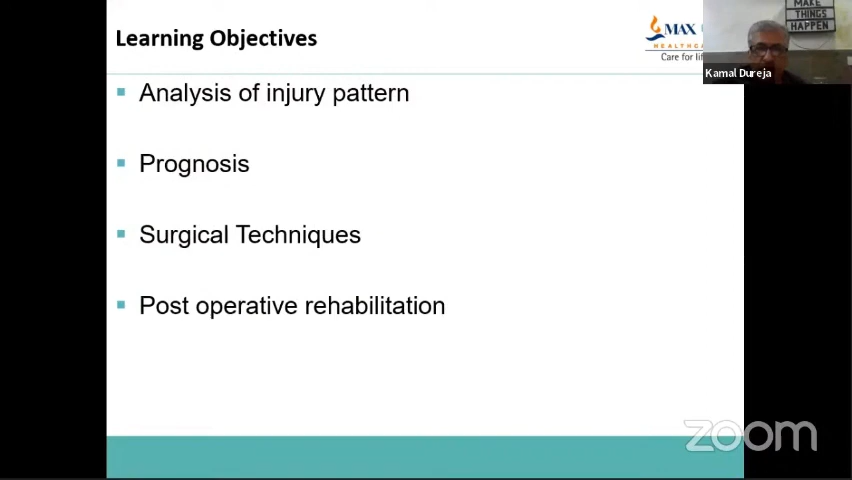 Learning Objectives
MAX
HEALTHC
Care for lif
MAKE
THINGS
HAPPEN
Kamal Dureja
Analysis of injury pattern
Prognosis
Surgical Techniques
Post operative rehabilitation
zoom